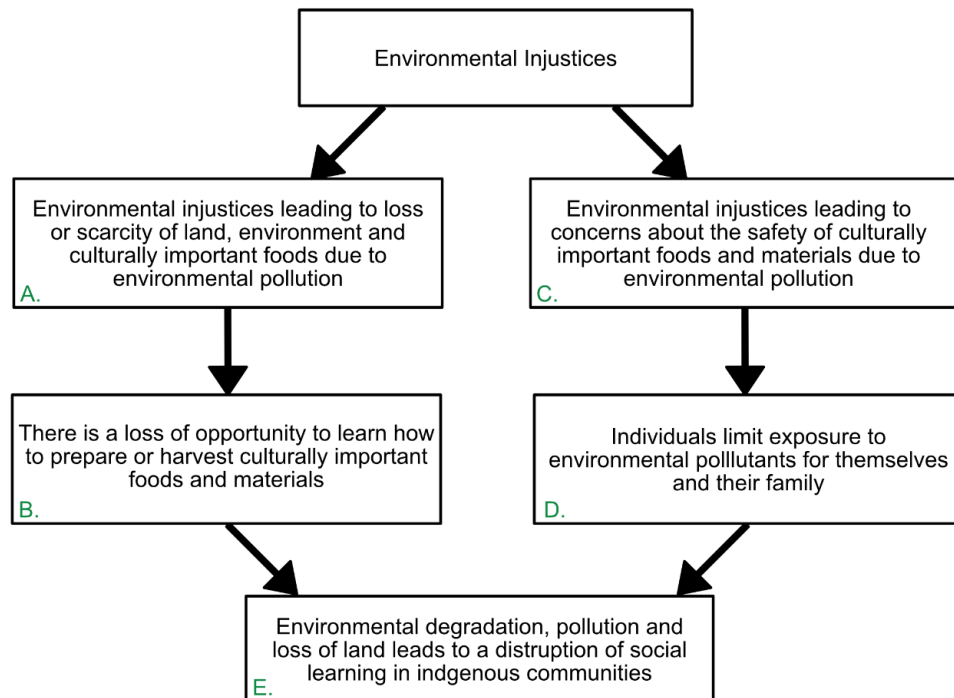 Environmental Injustices
Environmental injustices leading to loss
or scarcity of land, environment and
culturally important foods due to
environmental pollution
A.
There is a loss of opportunity to learn how
to prepare or harvest culturally important
foods and materials
B.
Environmental injustices leading to
concerns about the safety of culturally
important foods and materials due to
environmental pollution
C.
Individuals limit exposure to
environmental polllutants for themselves
and their family
D.
Environmental degradation, pollution and
loss of land leads to a distruption of social
learning in indgenous communities
E.